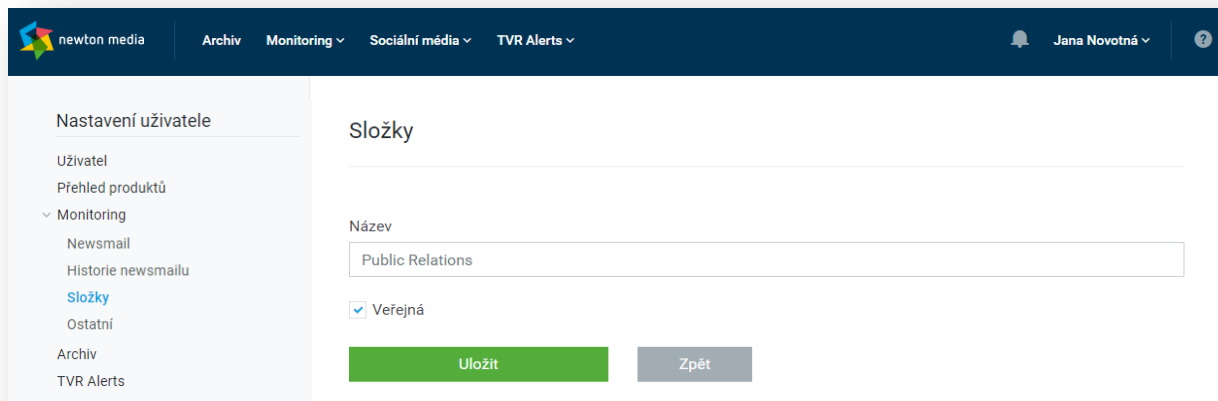 newton media Archiv Monitoring Sociální média TVR Alerts Jana Novotná ?
Nastavení uživatele
Uživatel
Přehled produktů
Monitoring
Newsmail
Historie newsmailu
Složky
Ostatní
Archiv
TVR Alerts
Složky
Název
Public Relations
Veřejná
Uložit Zpět